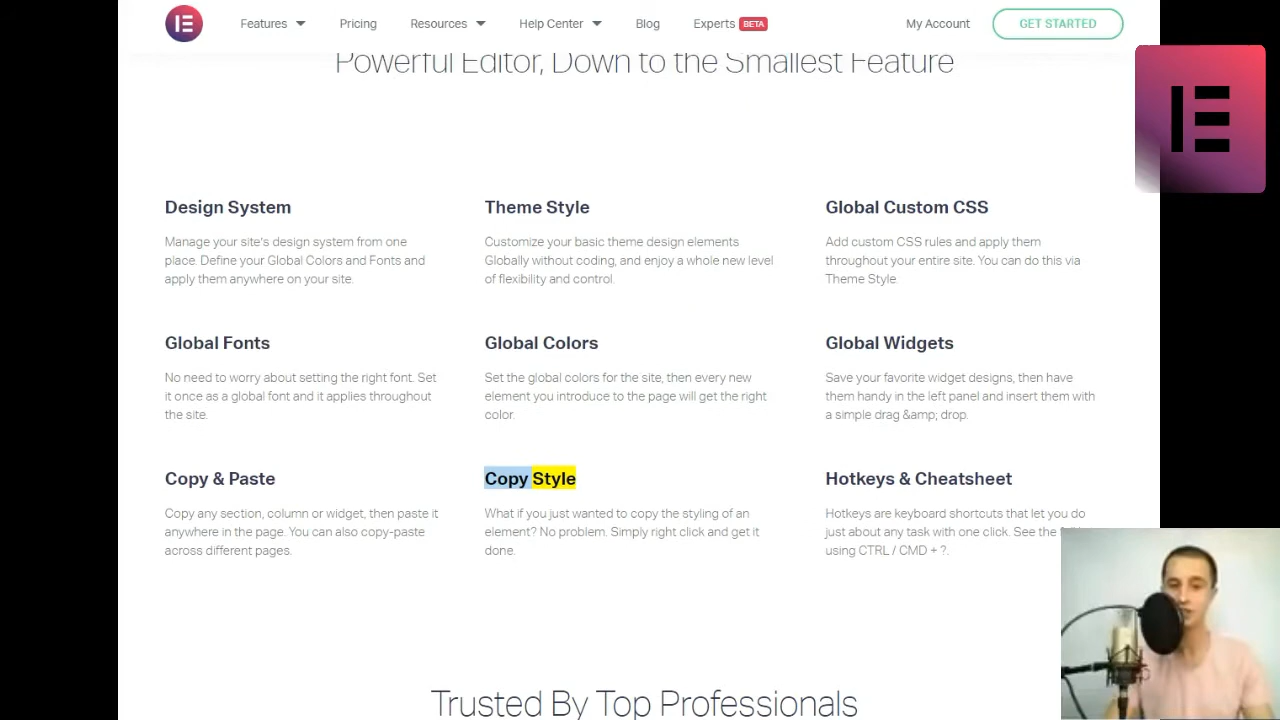 Features
Pricing
Resources
Help Center
Blog
Experts BETA
My Account
GET STARTED
Powerful Editor, Down to the Smallest Feature
Design System
Manage your site's design system from one
place. Define your Global Colors and Fonts and
apply them anywhere on your site.
Theme Style
Customize your basic theme design elements
Globally without coding, and enjoy a whole new level
of flexibility and control.
Global Custom CSS
Add custom CSS rules and apply them
throughout your entire site. You can do this via
Theme Style.
Global Fonts
No need to worry about setting the right font. Set
it once as a global font and it applies throughout
the site.
Global Colors
Set the global colors for the site, then every new
element you introduce to the page will get the right
color.
Global Widgets
Save your favorite widget designs, then have
them handy in the left panel and insert them with
a simple drag &amp; drop.
Copy & Paste
Copy any section, column or widget, then paste it
anywhere in the page. You can also copy-paste
across different pages.
Copy Style
What if you just wanted to copy the styling of an
element? No problem. Simply right click and get it
done.
Hotkeys & Cheatsheet
Hotkeys are keyboard shortcuts that let you do
just about any task with one click. See the
using CTRL / CMD + ?.
Trusted By Top Professionals